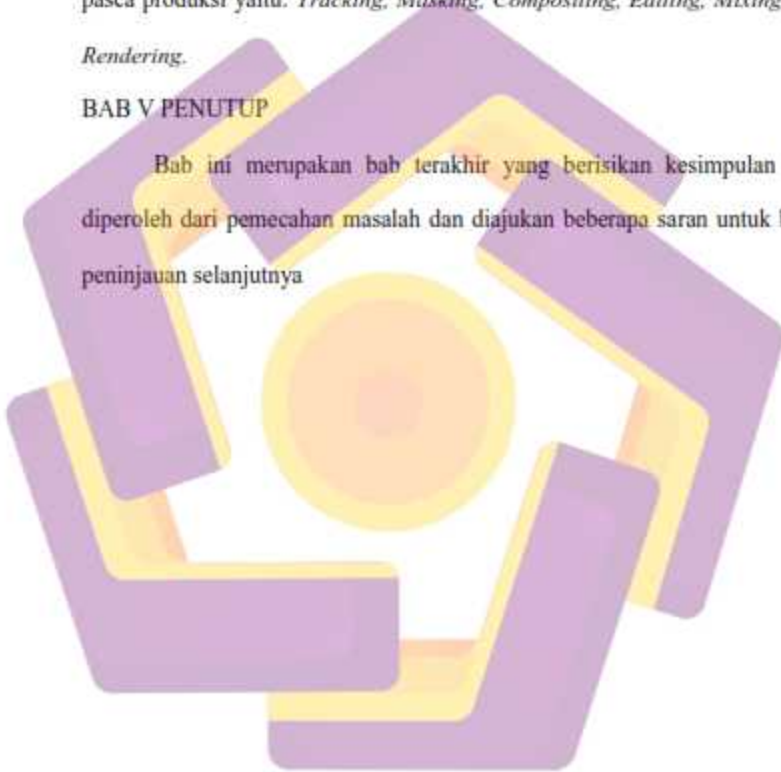 pasca produksi yaitu: Tracking, Masking, Compositing, Editing, Mixing
Rendering.
BAB V PENUTUP
Bab ini merupakan bab terakhir yang berisikan kesimpulan
diperoleh dari pemecahan masalah dan diajukan beberapa saran untuk
peninjauan selanjutnya